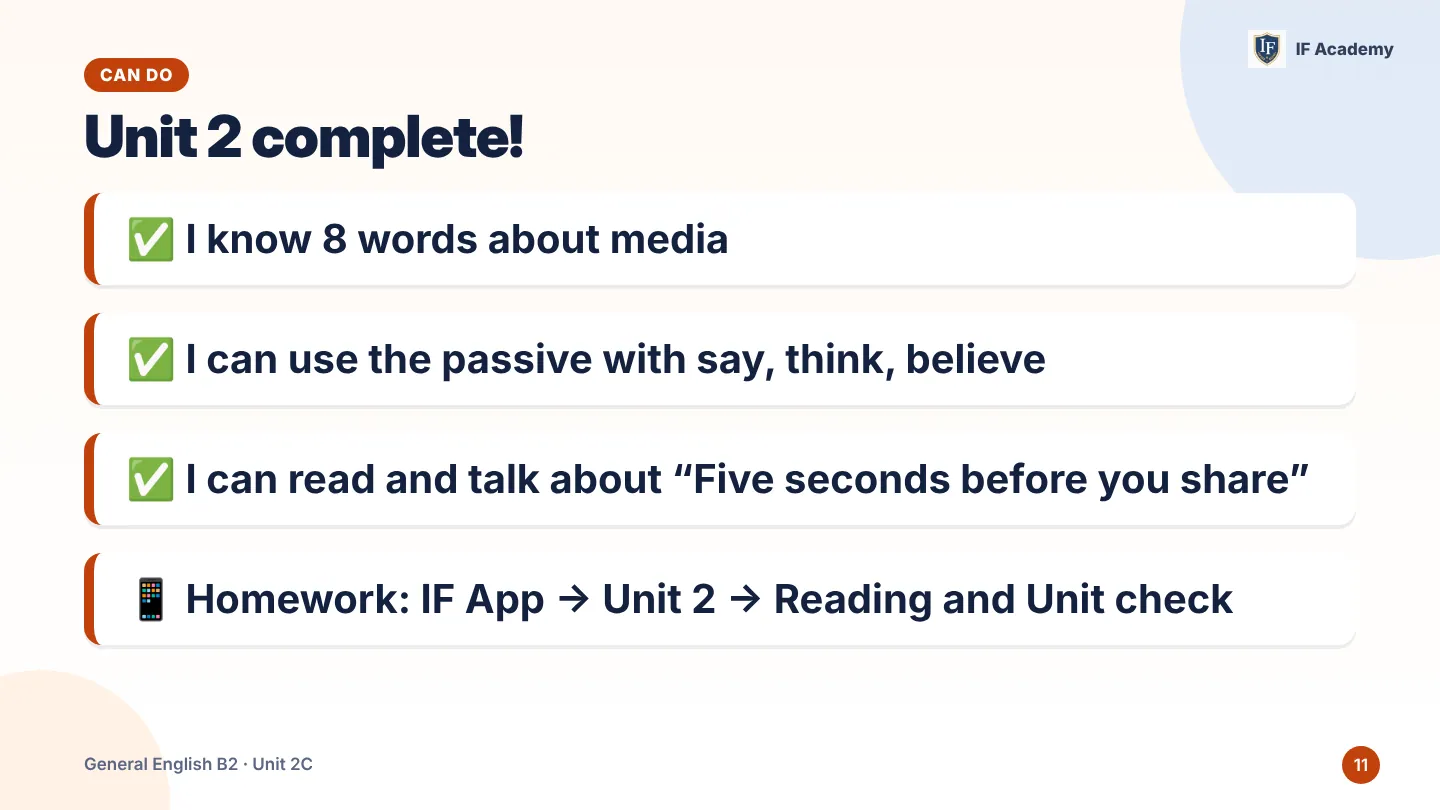 IF
IF Academy
CAN DO
Unit 2 complete!
✅ I know 8 words about media
✅ I can use the passive with say, think, believe
✅ I can read and talk about “Five seconds before you share”
📱 Homework: IF App → Unit 2 → Reading and Unit check
General English B2 · Unit 2C
11